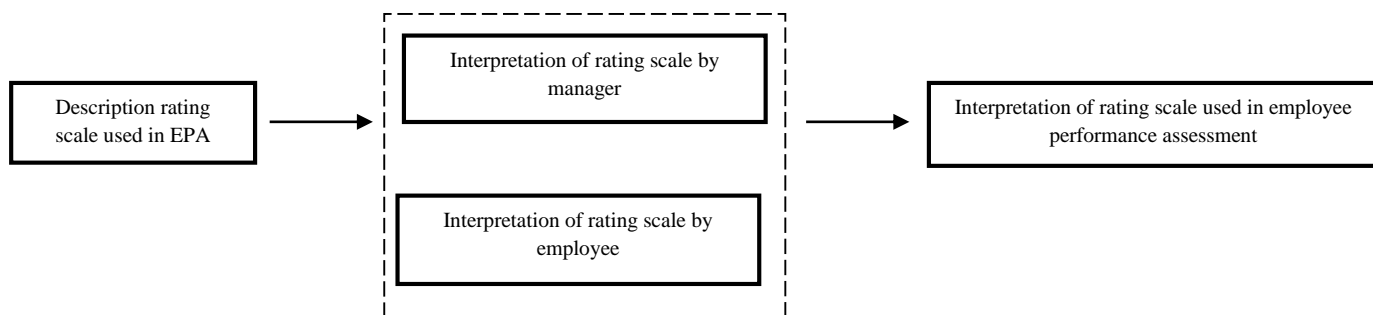 Description rating
scale used in EPA
Interpretation of rating scale by
manager
Interpretation of rating scale by
employee
Interpretation of rating scale used in employee
performance assessment